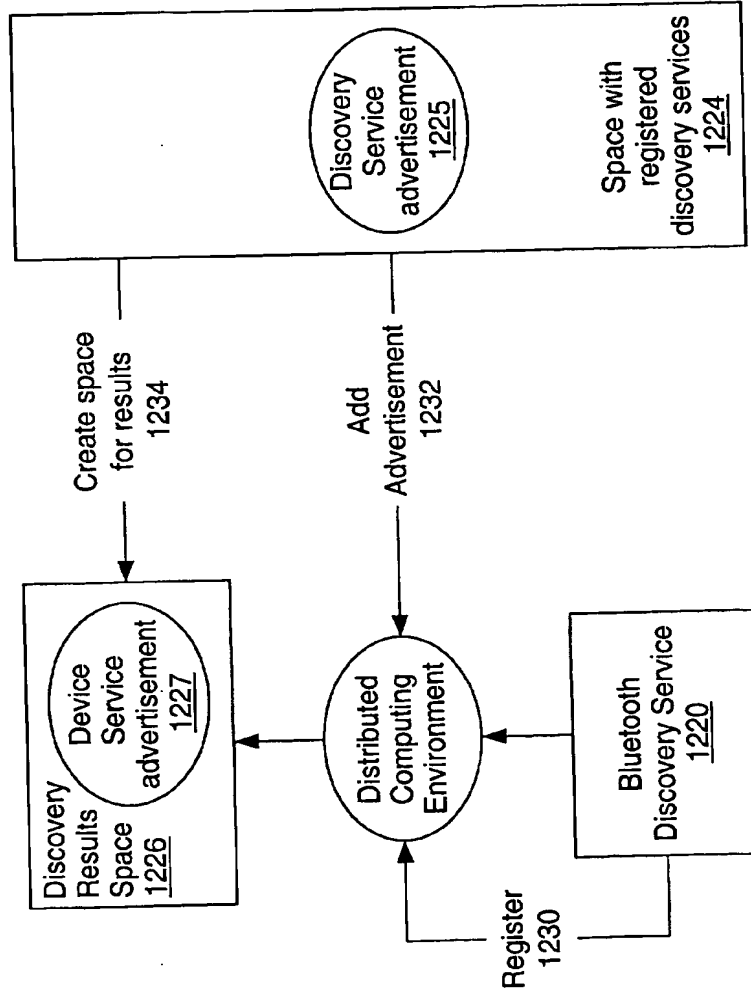 Discovery
Results
Space
1226
Device
Service
advertisement
1227
Create space
for results
1234
Distributed
Computing
Environment
Add
Advertisement
1232
Discovery
Service
advertisement
1225
Space with
registered
discovery services
1224
Register
1230
Bluetooth
Discovery Service
1220